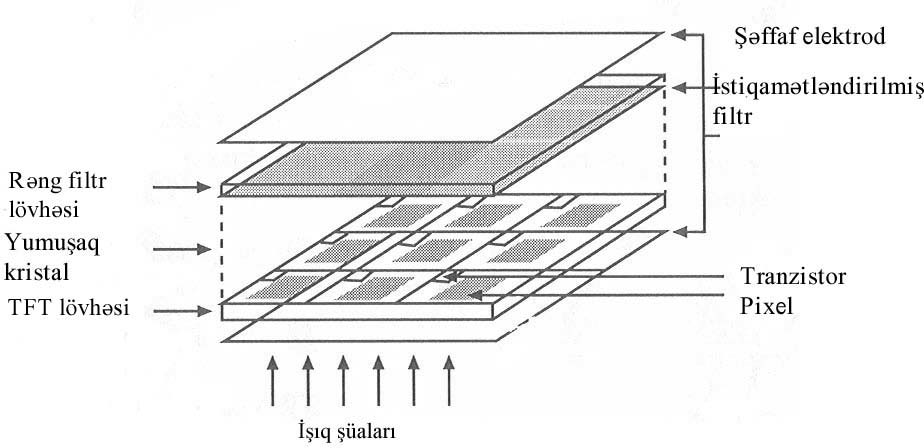 Şəffaf elektrod
İstiqamətləndirilmiş
filtr
Rəng filtr
lövhəsi
Yumuşaq
kristal
TFT lövhəsi
Tranzistor
Pixel
İşıq şüaları